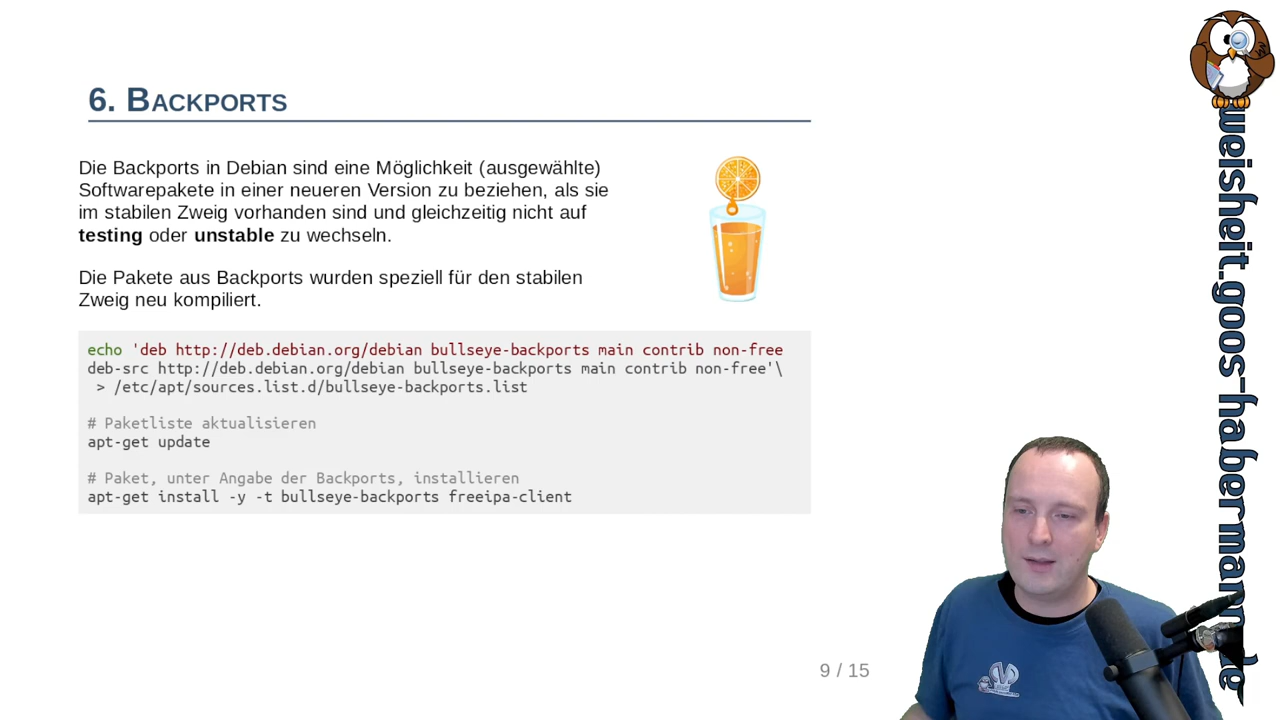 6. Backports
Die Backports in Debian sind eine Möglichkeit (ausgewählte)
Softwarepakete in einer neueren Version zu beziehen, als sie
im stabilen Zweig vorhanden sind und gleichzeitig nicht auf
testing oder unstable zu wechseln.
Die Pakete aus Backports wurden speziell für den stabilen
Zweig neu kompiliert.
echo 'deb http://deb.debian.org/debian bullseye-backports main contrib non-free
deb-src http://deb.debian.org/debian bullseye-backports main contrib non-free'\
> /etc/apt/sources.list.d/bullseye-backports.list
# Paketliste aktualisieren
apt-get update
# Paket, unter Angabe der Backports, installieren
apt-get install -y -t bullseye-backports freeipa-client
9 / 15
weisheit.goos-habermann.de